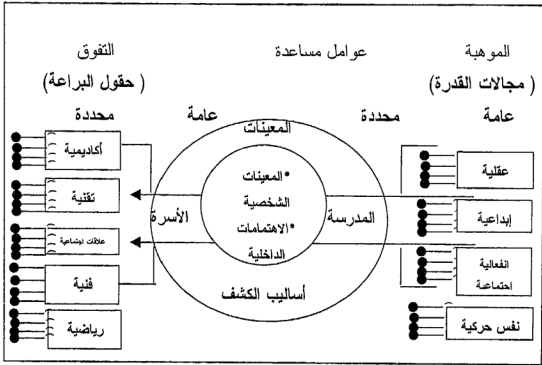 الموهبة
عوامل مساعدة
التفوق
( مجالات القدرة )
( حقول البراعة )
عامة
محددة
عامة
محددة
المعينات
*المعينات
الشخصية
*الاهتمامات
الداخلية
المدرسة
الأسرة
أساليب الكشف
عقلية
إبداعية
انفعالية
اجتماعية
نفس حركية
أكاديمية
تقنية
علاقات اجتماعية
فنية
رياضية